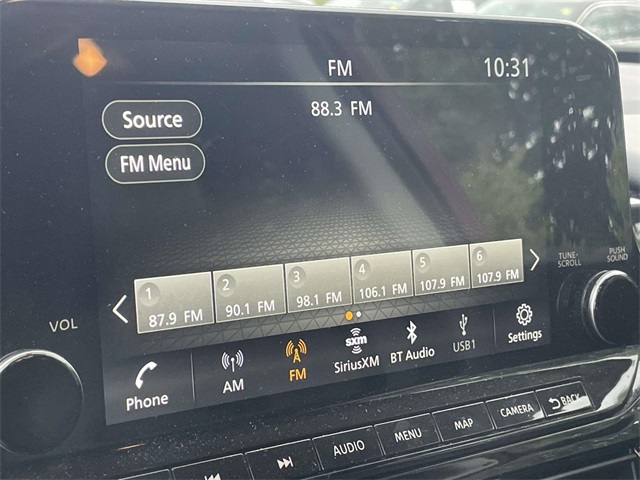 FM
10:31
88.3 FM
Source
FM Menu
1
87.9 FM
2
90.1 FM
3
98.1 FM
4
106.1 FM
5
107.9 FM
6
107.9 FM
Phone
AM
FM
sxm
SiriusXM
BT Audio
USB1
Settings
VOL
TUNE-
SCROLL
PUSH
SOUND
AUDIO
MENU
MAP
CAMERA
BACK